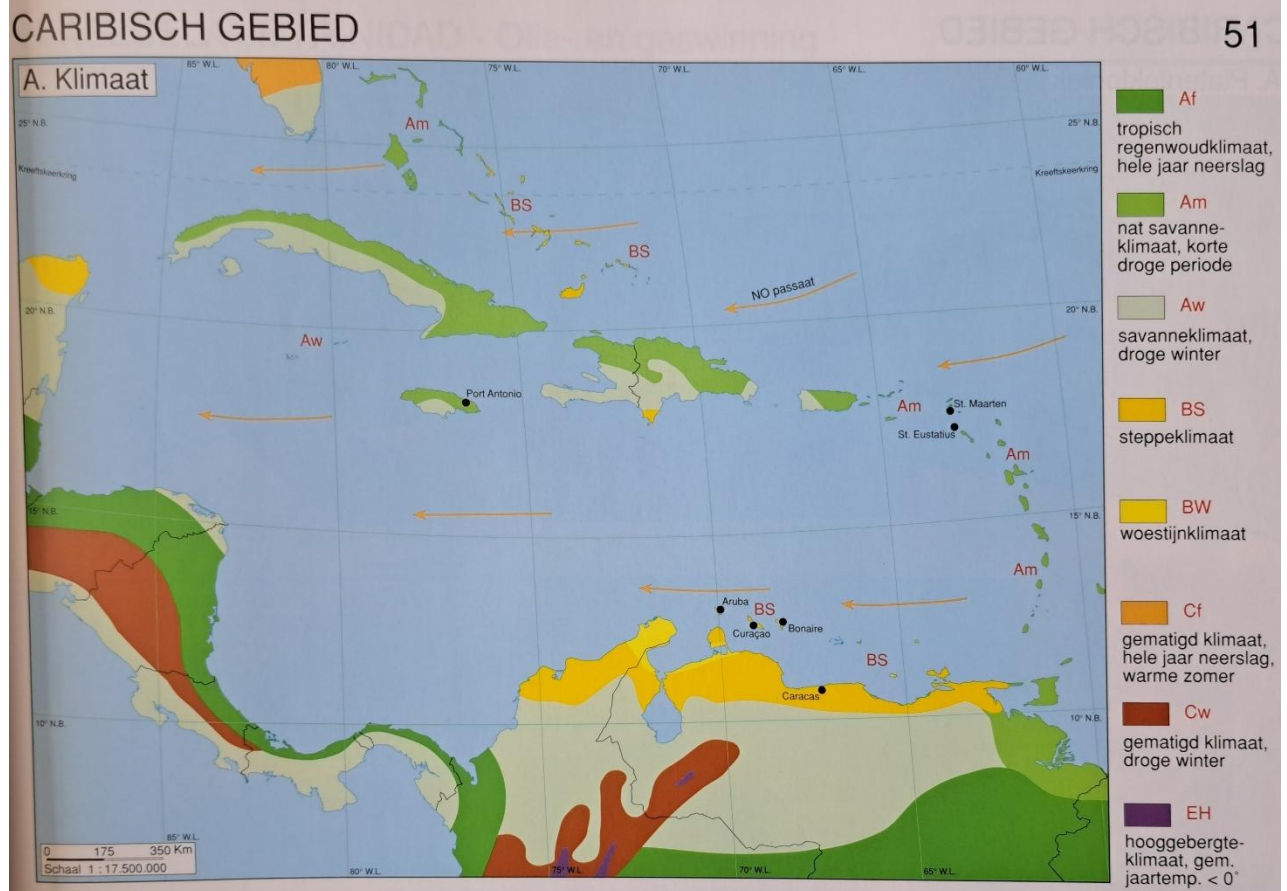 CARIBISCH GEBIED
51
A. Klimaat
85° W.L.
80° W.L.
75° W.L.
70° W.L.
65° W.L.
60° W.L.
25° N.B.
25° N.B.
Am
Kreeftskeerkring
Kreeftskeerkring
BS
BS
NO passaat
20° N.B.
20° N.B.
Aw
Port Antonio
Am
St. Maarten
St. Eustatius
Am
15° N.B.
15° N.B.
Am
Aruba
BS
Curaçao
Bonaire
BS
Caracas
10° N.B.
10° N.B.
85° W.L.
80° W.L.
75° W.L.
70° W.L.
65° W.L.
0 175 350 Km
Schaal 1 : 17.500.000
Af
tropisch
regenwoudklimaat,
hele jaar neerslag
Am
nat savanne-
klimaat, korte
droge periode
Aw
savanneklimaat,
droge winter
BS
steppeklimaat
BW
woestijnklimaat
Cf
gematigd klimaat,
hele jaar neerslag,
warme zomer
Cw
gematigd klimaat,
droge winter
EH
hooggebergte-
klimaat, gem.
jaartemp. < 0°